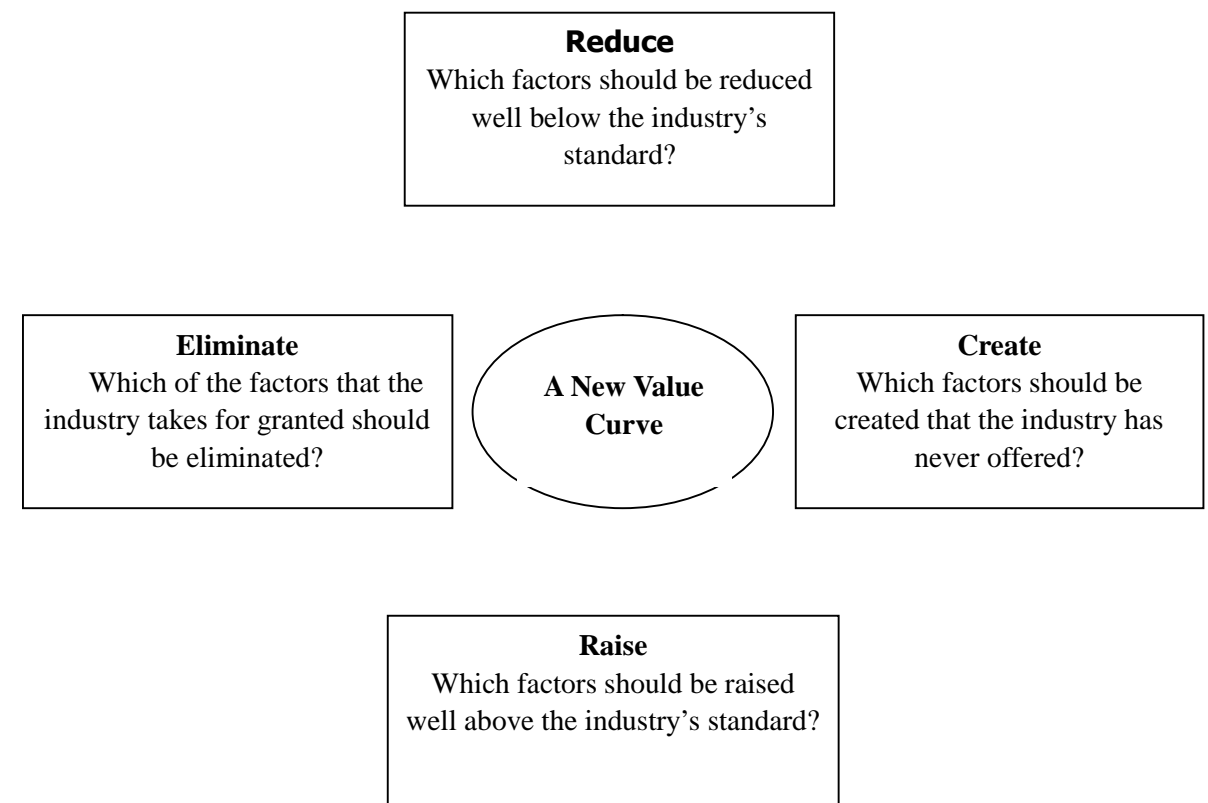 Reduce
Which factors should be reduced
well below the industry’s
standard?
Eliminate
Which of the factors that the
industry takes for granted should
be eliminated?
A New Value
Curve
Create
Which factors should be
created that the industry has
never offered?
Raise
Which factors should be raised
well above the industry’s standard?